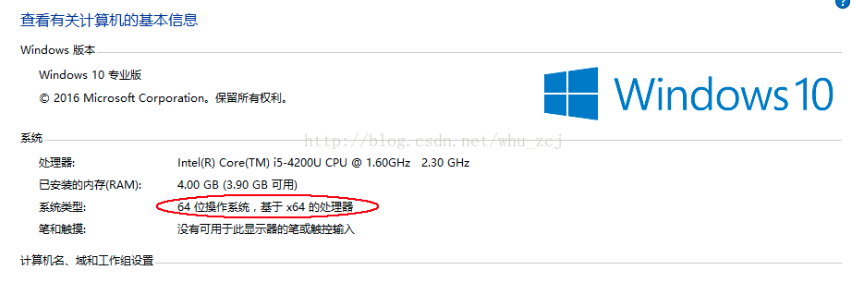 查看有关计算机的基本信息
Windows 版本
Windows 10 专业版
© 2016 Microsoft Corporation。保留所有权利。
Windows 10
系统
http://blog.csdn.net/whu_zcj
处理器: Intel(R) Core(TM) i5-4200U CPU @ 1.60GHz 2.30 GHz
已安装的内存(RAM): 4.00 GB (3.90 GB 可用)
系统类型: 64 位操作系统，基于 x64 的处理器
笔和触摸: 没有可用于此显示器的笔或触控输入
计算机名、域和工作组设置
?